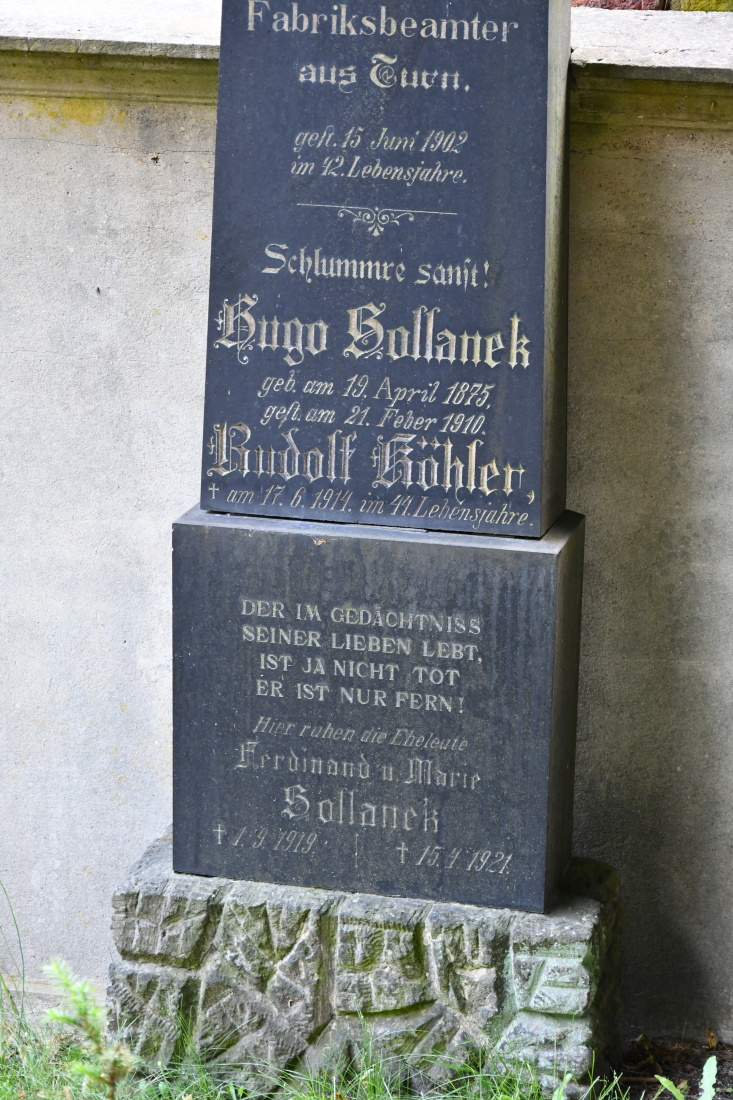 Fabriksbeamter
aus Turn.
gest. 15 Juni 1902
im 42. Lebensjahre.
Schlummre sanft!
Hugo Sollanek
geb. am 19. April 1875,
gest. am 21. Feber 1910.
Rudolf Köhler,
† am 17. 6. 1914. im 44. Lebensjahre.
DER IM GEDÄCHTNISS
SEINER LIEBEN LEBT,
IST JA NICHT TOT
ER IST NUR FERN!
Hier ruhen die Eheleute
Ferdinand u. Marie
Sollanek
† 1. 9. 1919. † 15. 4. 1921.